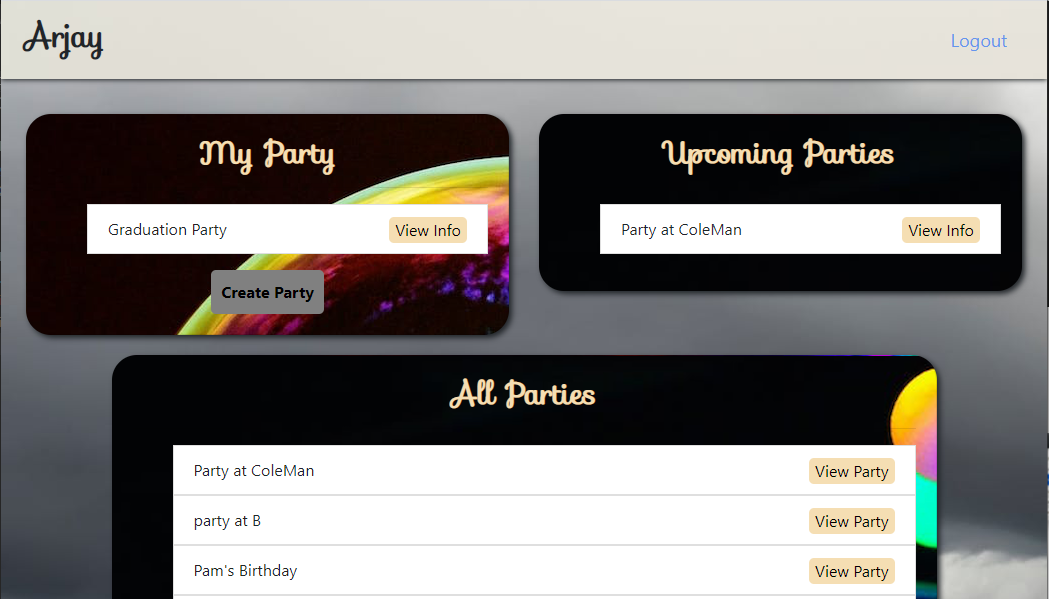 Arjay
Logout
My Party
Graduation Party View Info
Create Party
Upcoming Parties
Party at ColeMan View Info
All Parties
Party at ColeMan View Party
party at B View Party
Pam's Birthday View Party